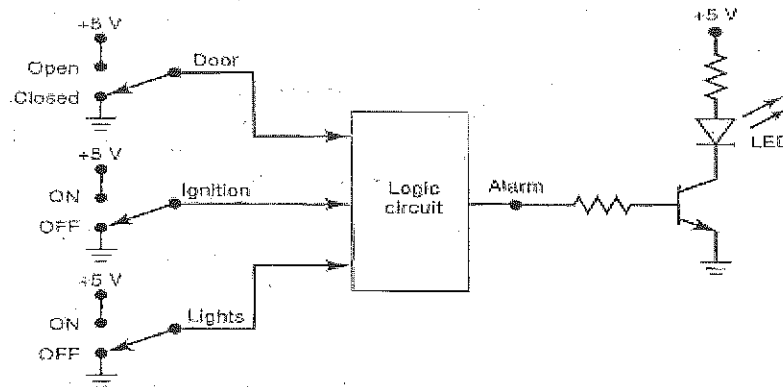 +5 V
+5 V
Open
Door
Closed
LED
+5 V
ON
Ignition
Logic
circuit
Alarm
OFF
+5 V
ON
Lights
OFF